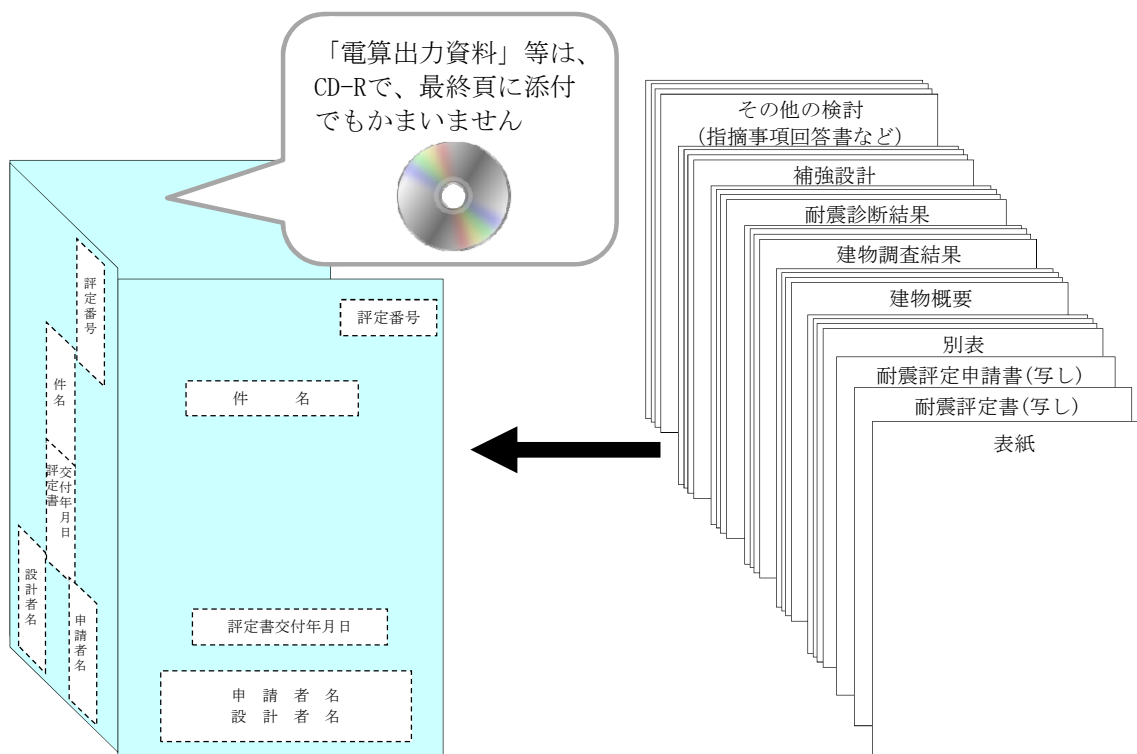 「電算出力資料」等は、
CD-Rで、最終頁に添付
でもかまいません
評定番号
件名
評定書
交付年月日
設計者名
申請者名
評定番号
件　　名
評定書交付年月日
申　請　者　名
設　計　者　名
その他の検討
(指摘事項回答書など)
補強設計
耐震診断結果
建物調査結果
建物概要
別表
耐震評定申請書(写し)
耐震評定書(写し)
表紙